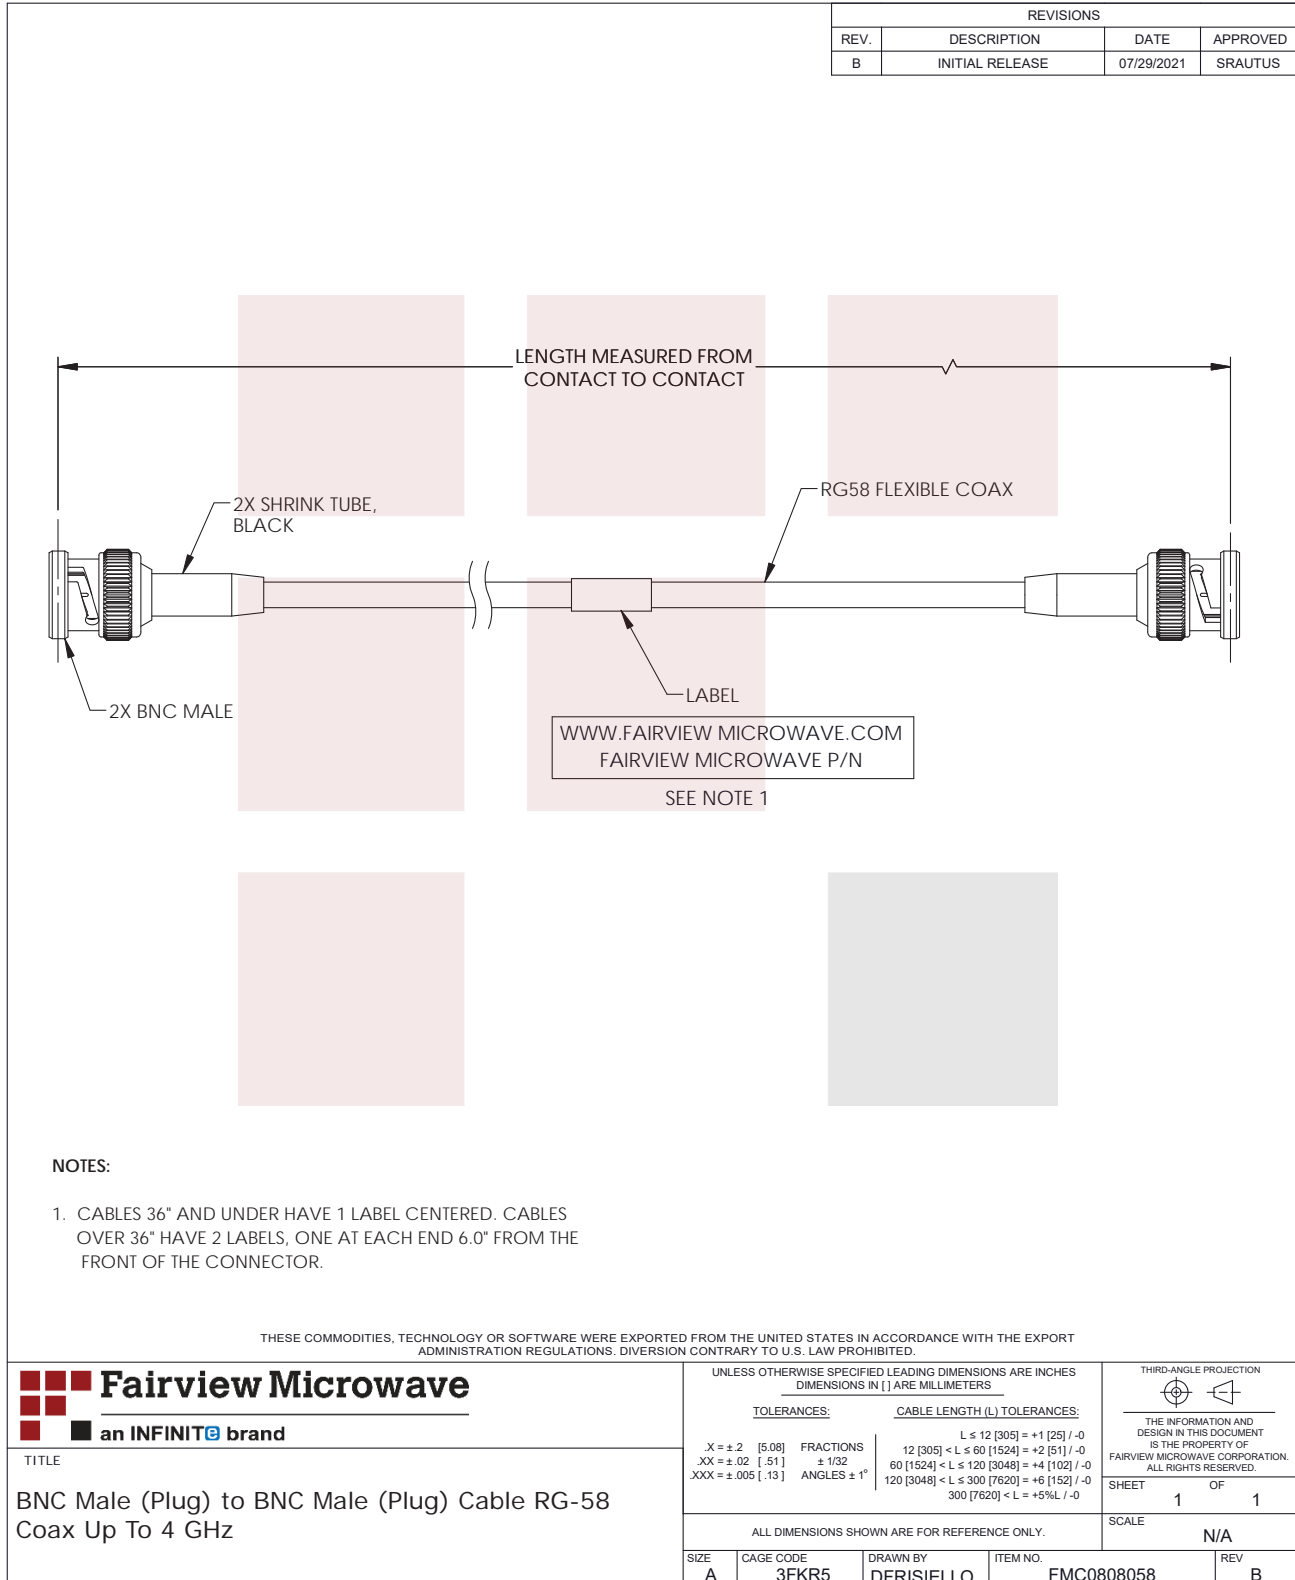 REVISIONS
REV. DESCRIPTION DATE APPROVED
B INITIAL RELEASE 07/29/2021 SRAUTUS
LENGTH MEASURED FROM
CONTACT TO CONTACT
2X SHRINK TUBE,
BLACK
RG58 FLEXIBLE COAX
2X BNC MALE
LABEL
WWW.FAIRVIEW MICROWAVE.COM
FAIRVIEW MICROWAVE P/N
SEE NOTE 1
NOTES:
1. CABLES 36" AND UNDER HAVE 1 LABEL CENTERED. CABLES
OVER 36" HAVE 2 LABELS, ONE AT EACH END 6.0" FROM THE
FRONT OF THE CONNECTOR.
THESE COMMODITIES, TECHNOLOGY OR SOFTWARE WERE EXPORTED FROM THE UNITED STATES IN ACCORDANCE WITH THE EXPORT
ADMINISTRATION REGULATIONS. DIVERSION CONTRARY TO U.S. LAW PROHIBITED.
Fairview Microwave
an INFINITe brand
TITLE
BNC Male (Plug) to BNC Male (Plug) Cable RG-58
Coax Up To 4 GHz
UNLESS OTHERWISE SPECIFIED LEADING DIMENSIONS ARE INCHES
DIMENSIONS IN [ ] ARE MILLIMETERS
TOLERANCES:
.X = ±.2 [5.08] FRACTIONS
.XX = ±.02 [ .51 ] ± 1/32
.XXX = ±.005 [ .13 ] ANGLES ± 1°
CABLE LENGTH (L) TOLERANCES:
L ≤ 12 [305] = +1 [25] / -0
12 [305] < L ≤ 60 [1524] = +2 [51] / -0
60 [1524] < L ≤ 120 [3048] = +4 [102] / -0
120 [3048] < L ≤ 300 [7620] = +6 [152] / -0
300 [7620] < L = +5%L / -0
ALL DIMENSIONS SHOWN ARE FOR REFERENCE ONLY.
THIRD-ANGLE PROJECTION
THE INFORMATION AND
DESIGN IN THIS DOCUMENT
IS THE PROPERTY OF
FAIRVIEW MICROWAVE CORPORATION.
ALL RIGHTS RESERVED.
SHEET 1 OF 1
SCALE
N/A
SIZE CAGE CODE DRAWN BY ITEM NO. REV
A 3FKR5 DFRISIELLO FMC0808058 B